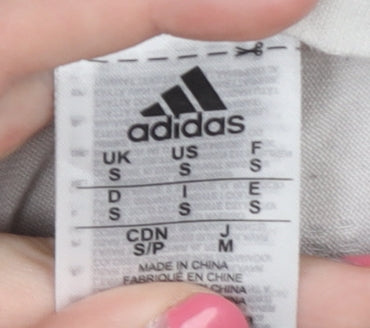 adidas
UK US F
S S S
D I E
S S S
CDN J
S/P M
MADE IN CHINA
FABRIQUÉ EN CHINE